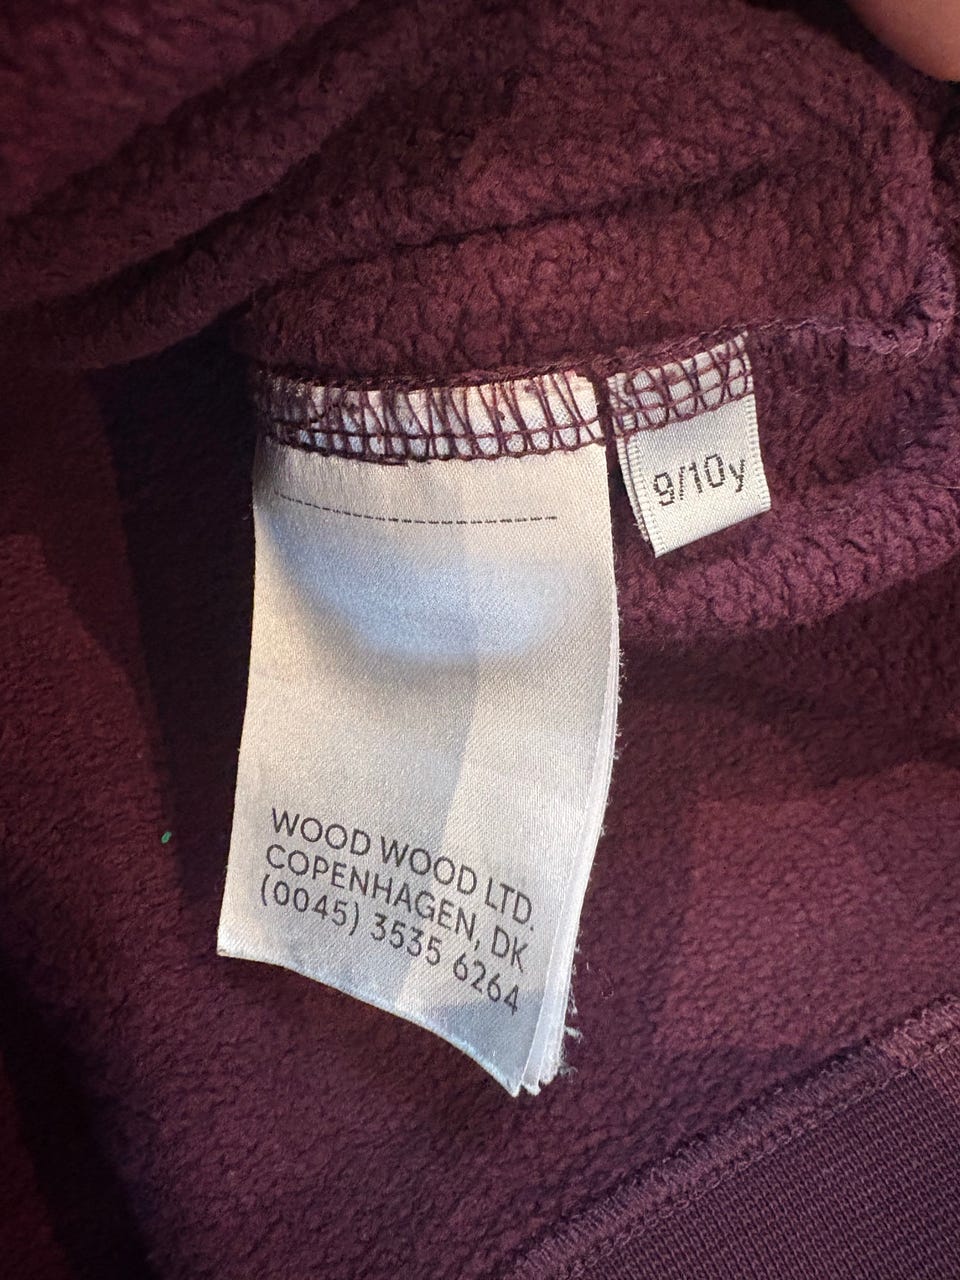 9/10y
WOOD WOOD LTD.
COPENHAGEN, DK
(0045) 3535 6264